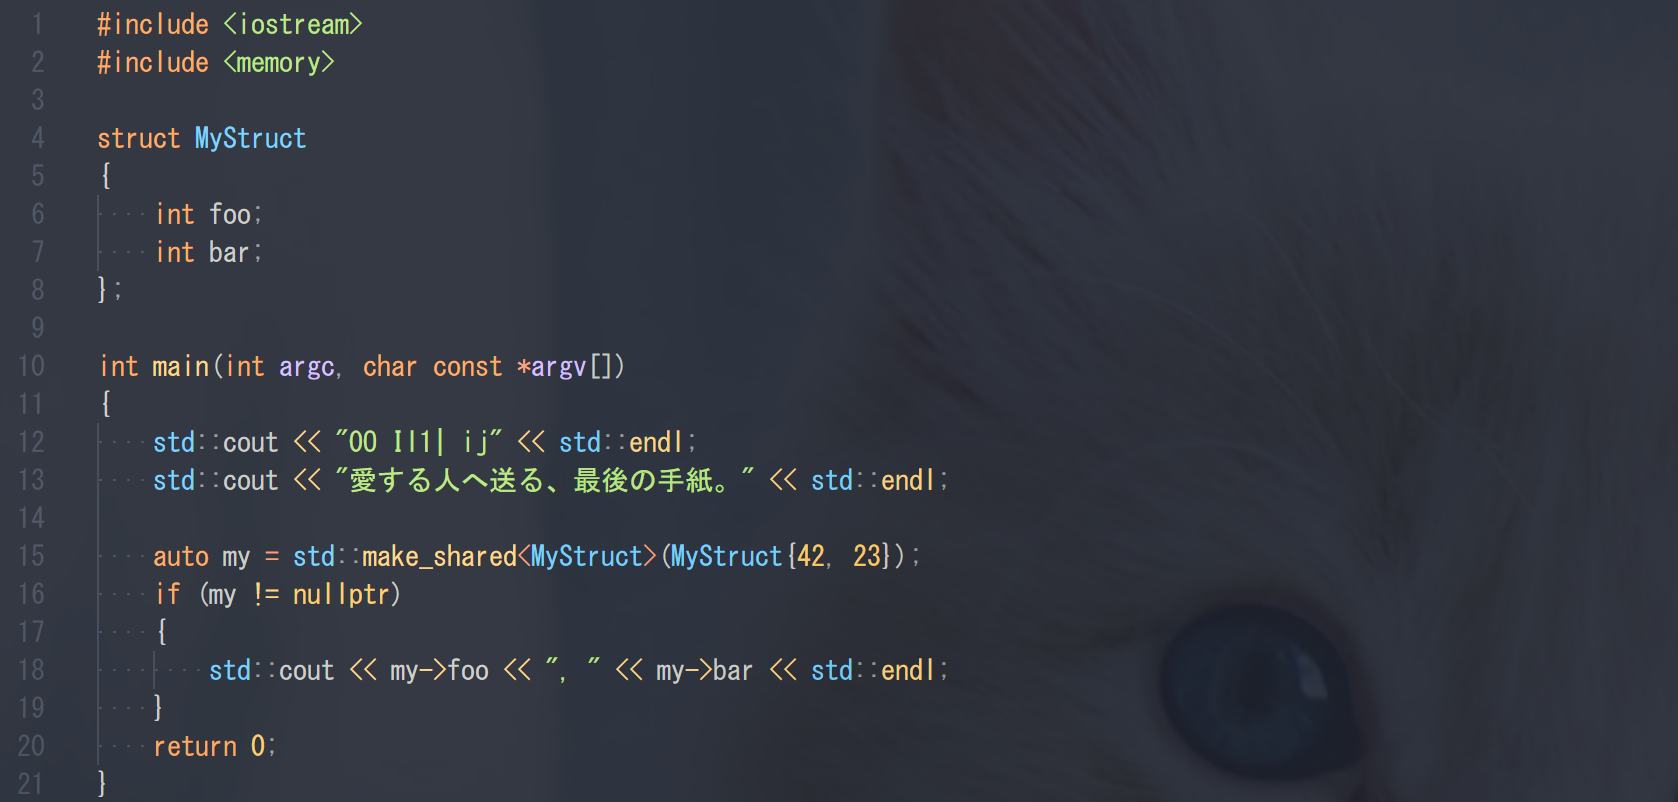 1 #include <iostream>
2 #include <memory>
3
4 struct MyStruct
5 {
6     int foo;
7     int bar;
8 };
9
10 int main(int argc, char const *argv[])
11 {
12     std::cout << "00 Il1| ij" << std::endl;
13     std::cout << "愛する人へ送る、最後の手紙。" << std::endl;
14
15     auto my = std::make_shared<MyStruct>(MyStruct{42, 23});
16     if (my != nullptr)
17     {
18         std::cout << my->foo << ", " << my->bar << std::endl;
19     }
20     return 0;
21 }